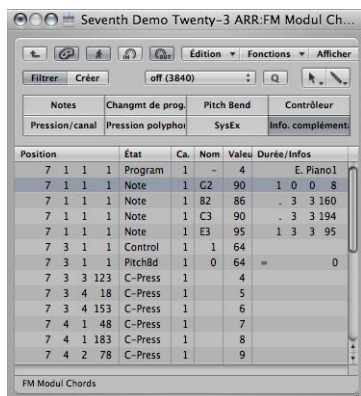 Seventh Demo Twenty-3 ARR:FM Modul Ch...
Édition Fonctions Afficher
Filtrer Créer off (3840) Q
Notes Changmt de prog. Pitch Bend Contrôleur
Pression/canal Pression polypho SysEx Info. complément
Position État Ca. Nom Valeu Durée/Infos
7 1 1 1 Program 1 – 4 E. Piano1
7 1 1 1 Note 1 G2 90 1 0 0 8
7 1 1 1 Note 1 B2 86 . 3 3 160
7 1 1 1 Note 1 C3 90 . 3 3 194
7 1 1 1 Note 1 E3 95 1 3 3 95
7 3 1 1 Control 1 1 64
7 3 1 1 PitchBd 1 0 64 = 0
7 3 3 123 C-Press 1 4
7 3 4 18 C-Press 1 5
7 3 4 153 C-Press 1 6
7 4 1 48 C-Press 1 7
7 4 1 183 C-Press 1 8
7 4 2 78 C-Press 1 9
FM Modul Chords